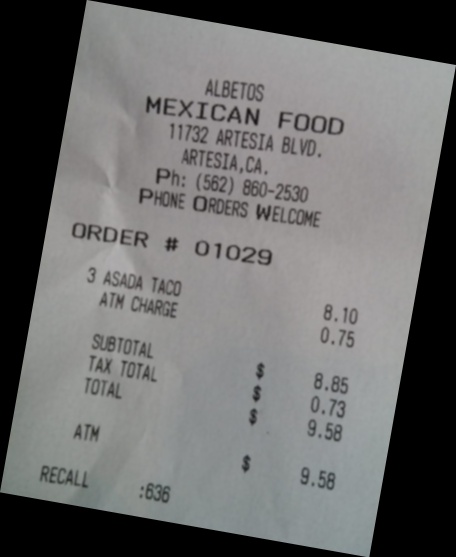 ALBETOS
MEXICAN FOOD
11732 ARTESIA BLVD.
ARTESIA,CA.
Ph: (562) 860-2530
PHONE ORDERS WELCOME
ORDER # 01029
3 ASADA TACO 8.10
ATM CHARGE 0.75
SUBTOTAL $ 8.85
TAX TOTAL $ 0.73
TOTAL $ 9.58
ATM $ 9.58
RECALL :636